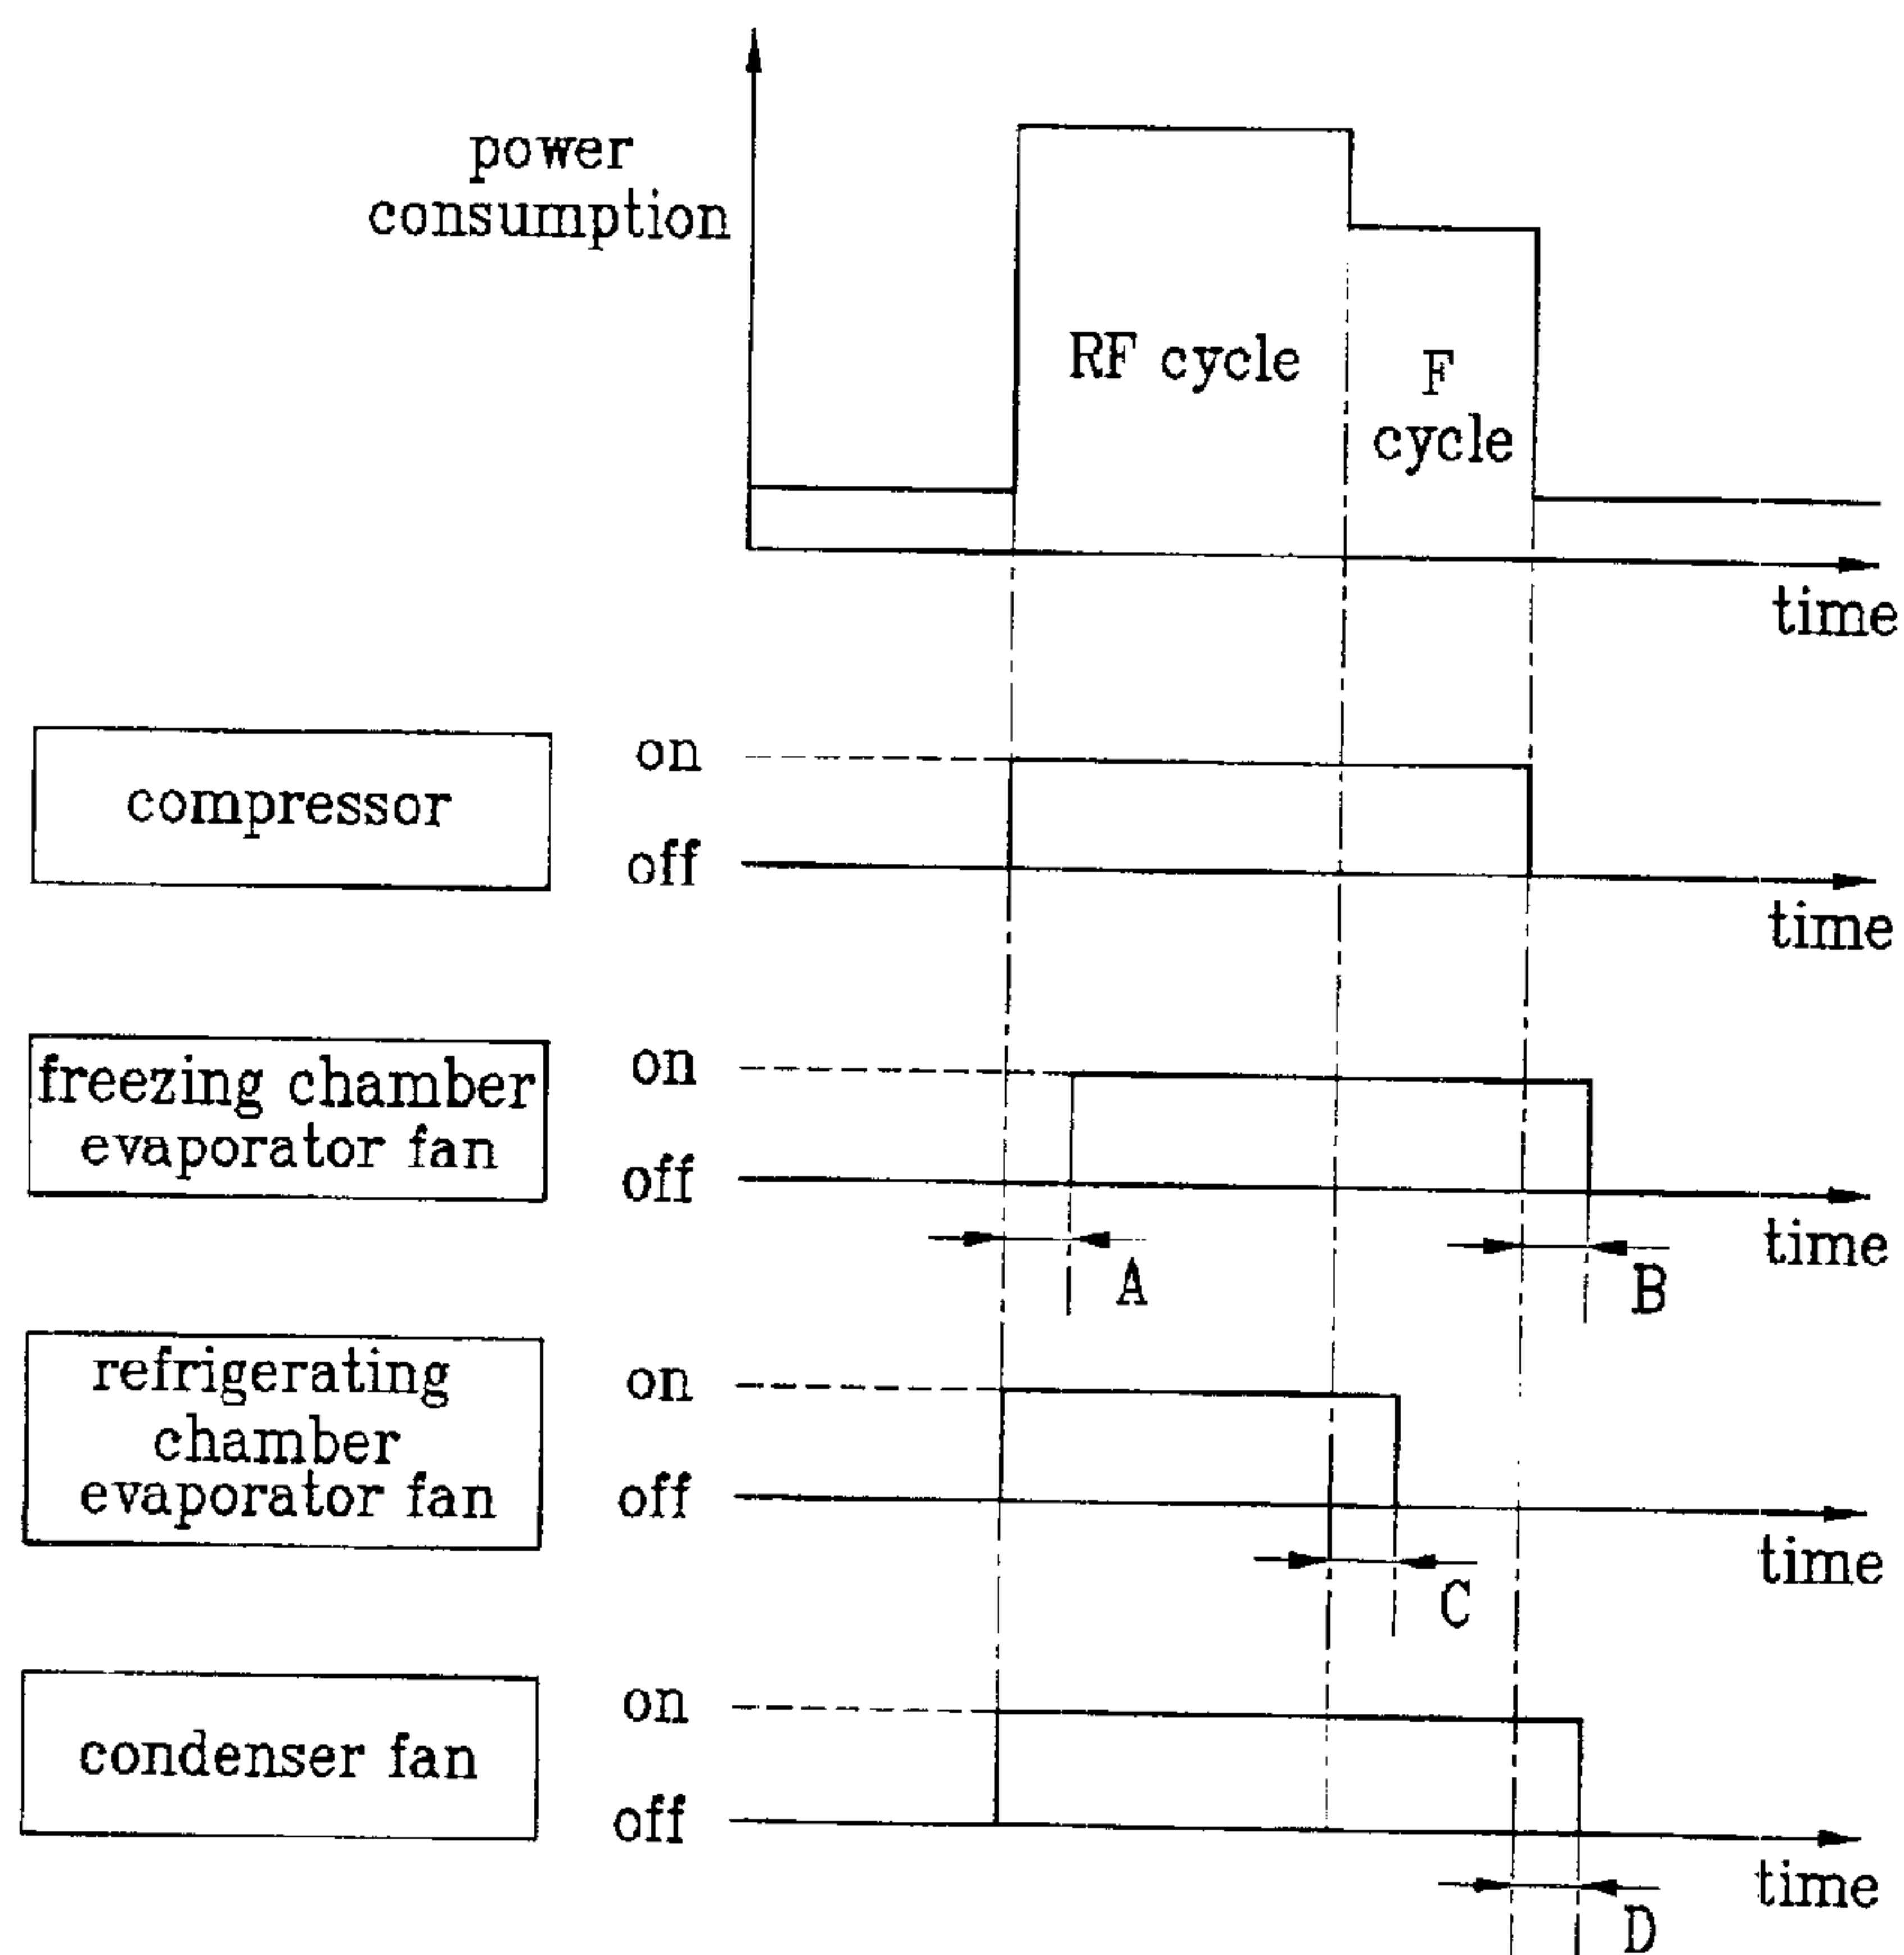 power
consumption
RF cycle
F
cycle
time
compressor
on
off
time
freezing chamber
evaporator fan
on
off
time
A
B
refrigerating
chamber
evaporator fan
on
off
time
C
condenser fan
on
off
time
D